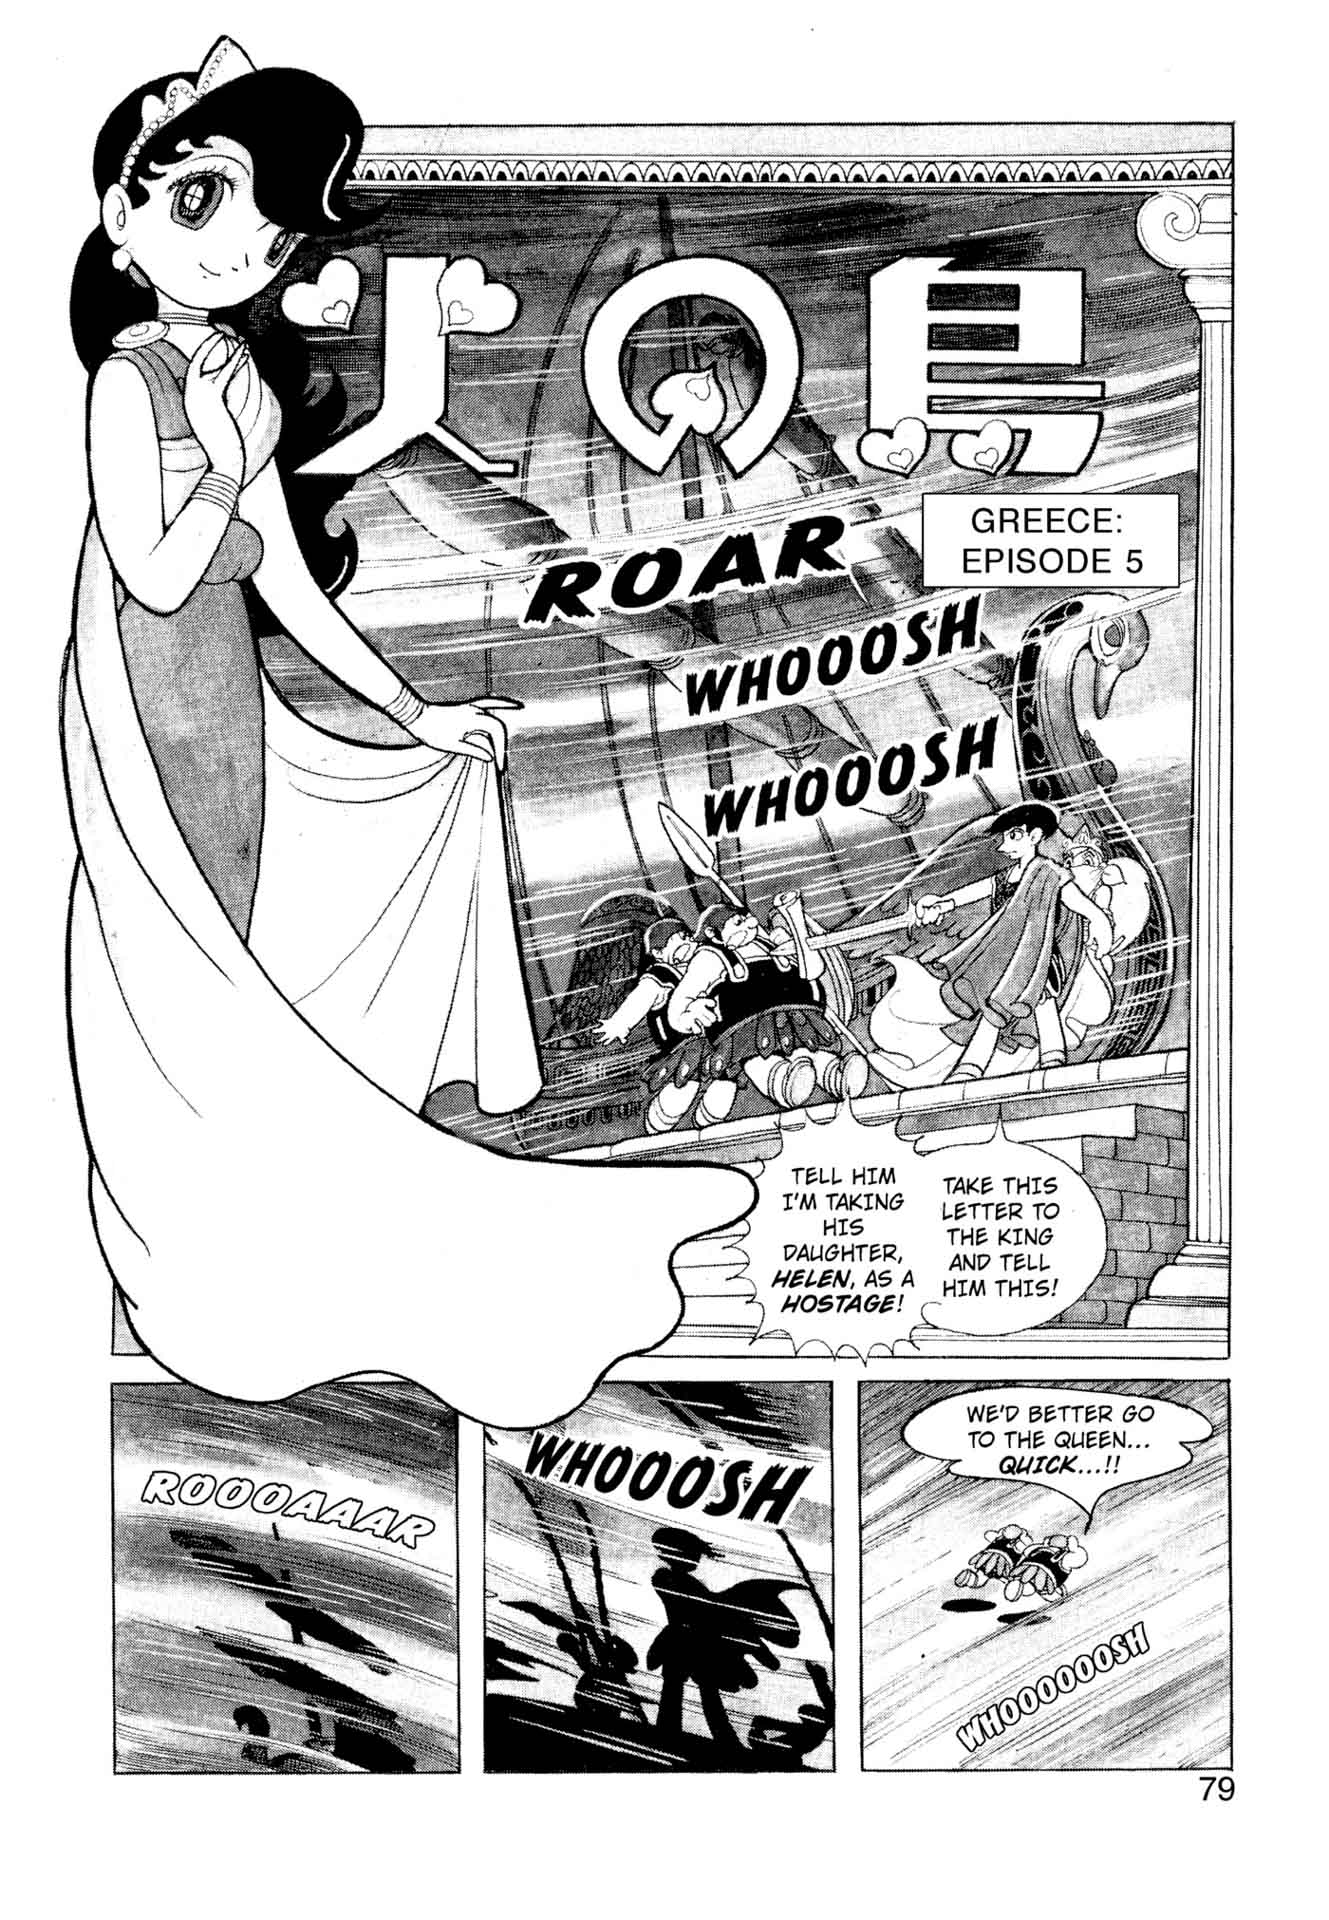 火の鳥
GREECE:
EPISODE 5
ROAR
WHOOOSH
WHOOOSH
TAKE THIS
LETTER TO
THE KING
AND TELL
HIM THIS!
TELL HIM
I'M TAKING
HIS
DAUGHTER,
HELEN, AS A
HOSTAGE!
WE'D BETTER GO
TO THE QUEEN...
QUICK...!!
WHOOOOOOSH
WHOOOSH
ROOOAAAR
79